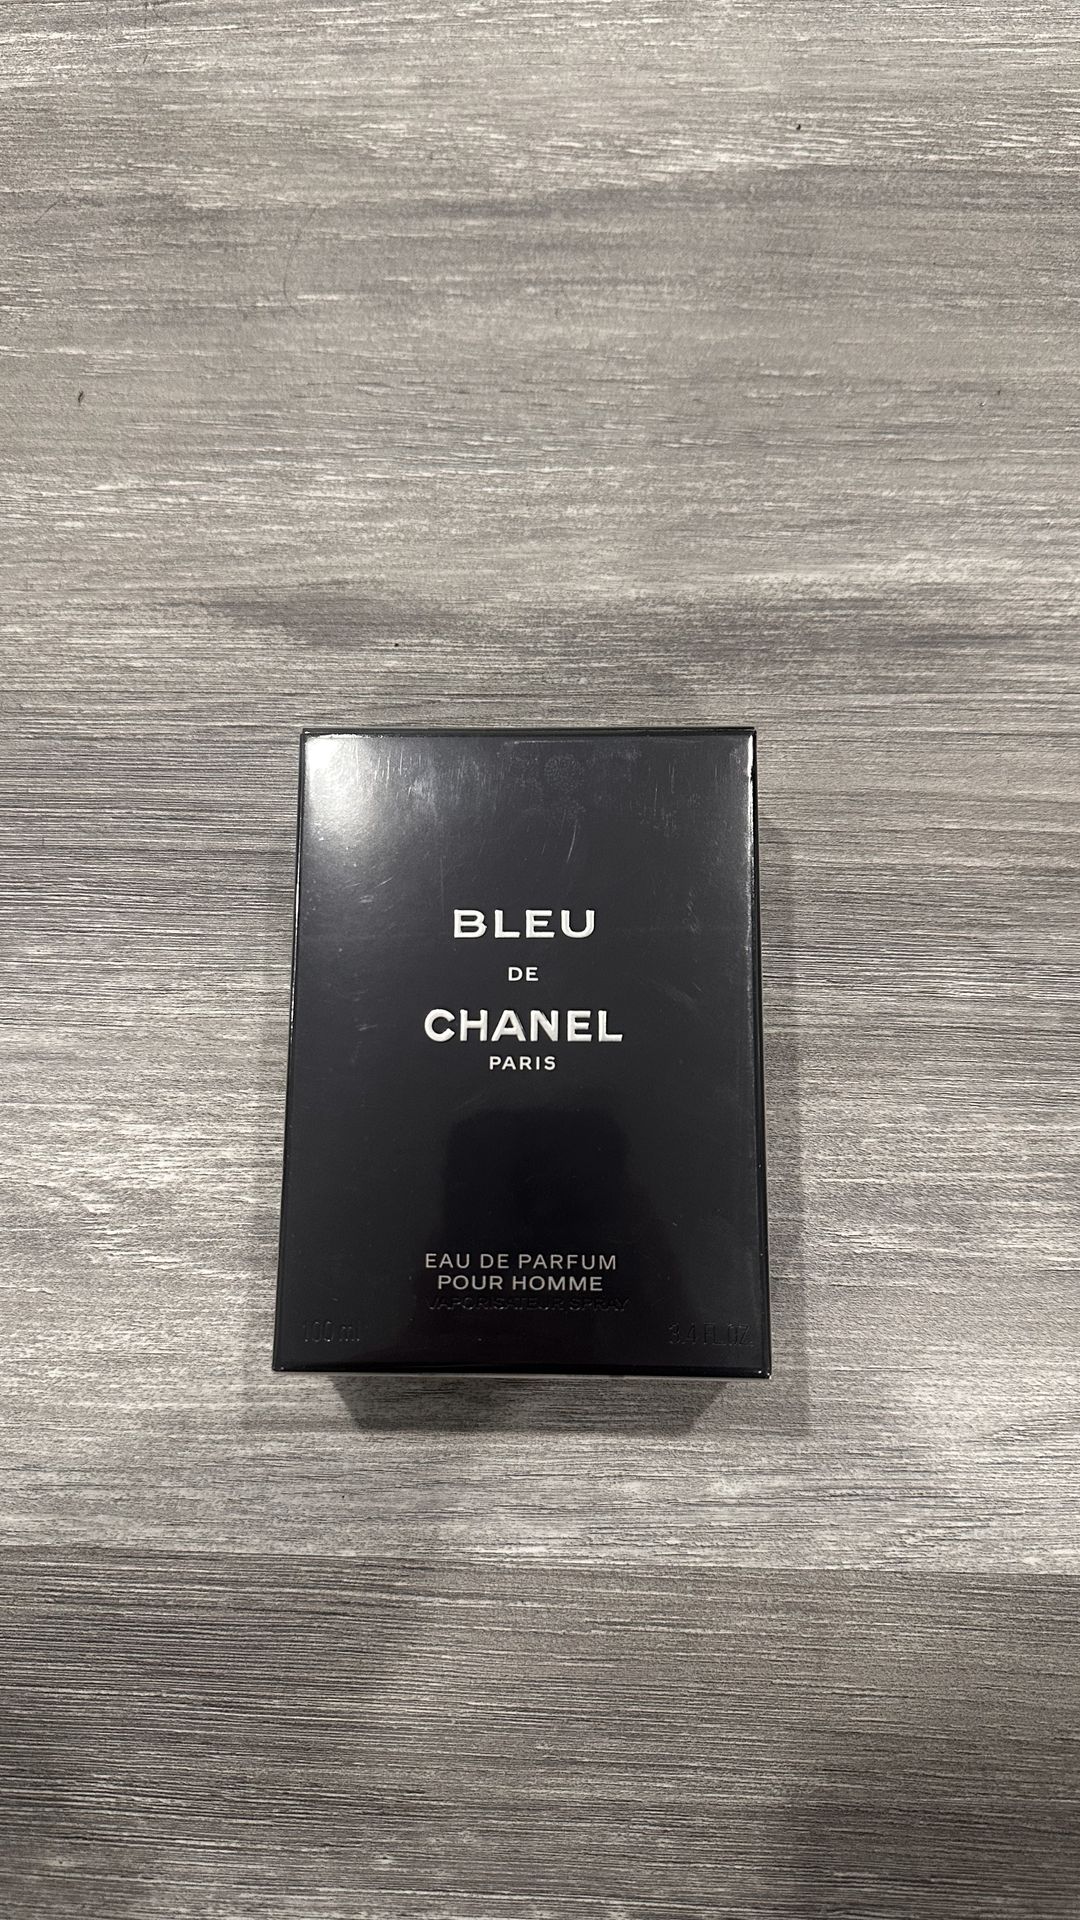 BLEU
DE
CHANEL
PARIS
EAU DE PARFUM
POUR HOMME
VAPORISATEUR SPRAY
100 ml 3.4 FL.OZ.